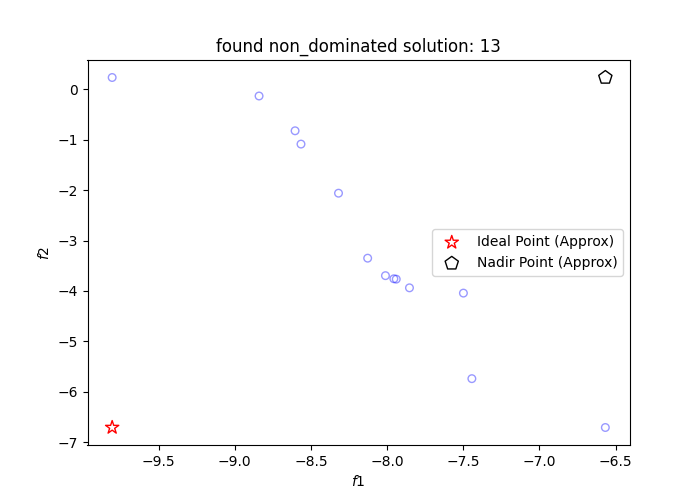 found non_dominated solution: 13
0
−1
−2
−3
−4
−5
−6
−7
f2
Ideal Point (Approx)
Nadir Point (Approx)
−9.5 −9.0 −8.5 −8.0 −7.5 −7.0 −6.5
f1